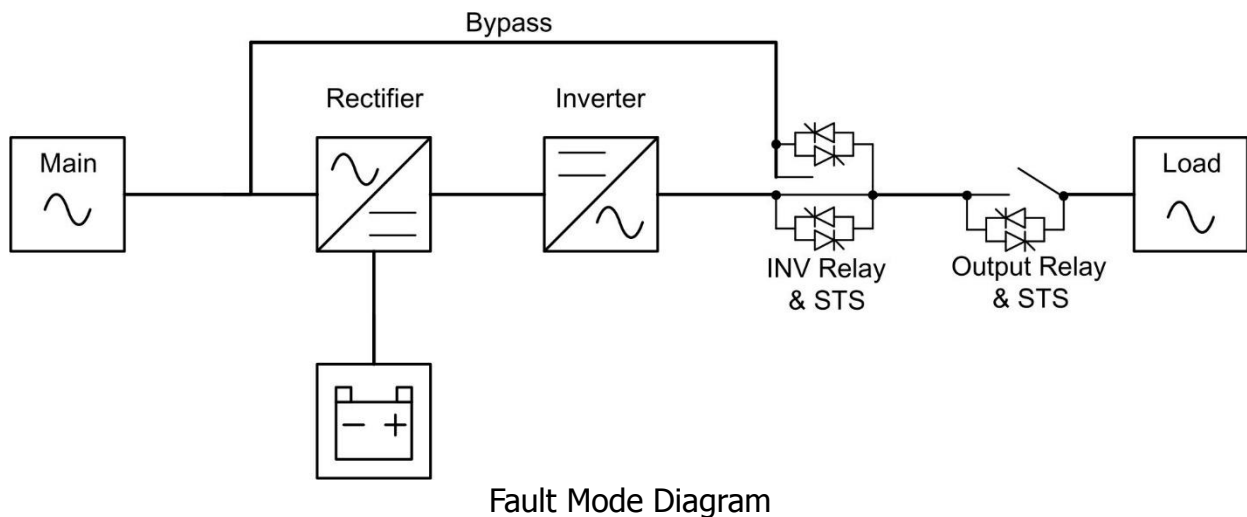 Bypass
Rectifier
Inverter
Main
Load
INV Relay
& STS
Output Relay
& STS
Fault Mode Diagram